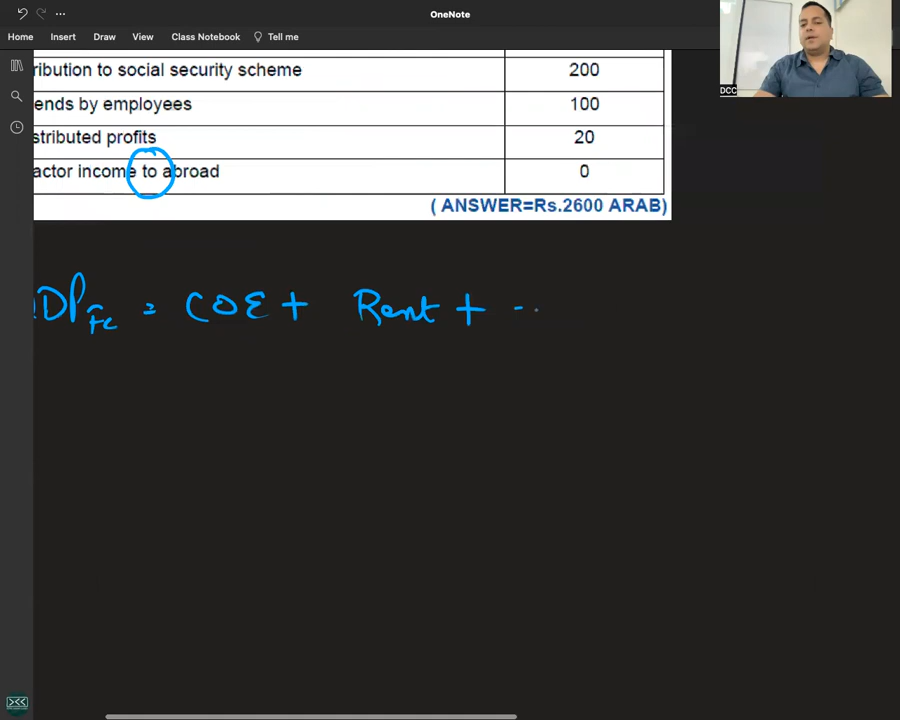 OneNote
Home Insert Draw View Class Notebook Tell me
DCC
ribution to social security scheme 200
ends by employees 100
stributed profits 20
actor income to abroad 0
( ANSWER=Rs.2600 ARAB)
DP FC = COE + Rent + -